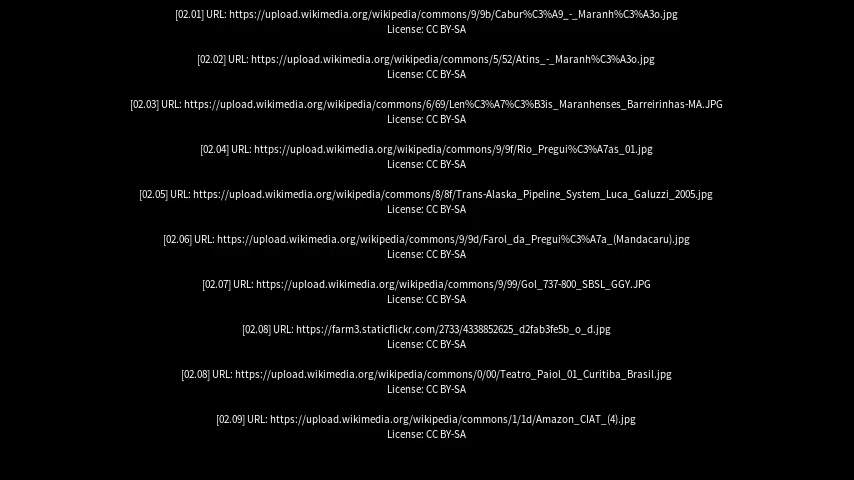 [02.01] URL: https://upload.wikimedia.org/wikipedia/commons/9/9b/Cabur%C3%A9_-_Maranh%C3%A3o.jpg
License: CC BY-SA
[02.02] URL: https://upload.wikimedia.org/wikipedia/commons/5/52/Atins_-_Maranh%C3%A3o.jpg
License: CC BY-SA
[02.03] URL: https://upload.wikimedia.org/wikipedia/commons/6/69/Len%C3%A7%C3%B3is_Maranhenses_Barreirinhas-MA.JPG
License: CC BY-SA
[02.04] URL: https://upload.wikimedia.org/wikipedia/commons/9/9f/Rio_Pregui%C3%A7as_01.jpg
License: CC BY-SA
[02.05] URL: https://upload.wikimedia.org/wikipedia/commons/8/8f/Trans-Alaska_Pipeline_System_Luca_Galuzzi_2005.jpg
License: CC BY-SA
[02.06] URL: https://upload.wikimedia.org/wikipedia/commons/9/9d/Farol_da_Pregui%C3%A7a_(Mandacaru).jpg
License: CC BY-SA
[02.07] URL: https://upload.wikimedia.org/wikipedia/commons/9/99/Gol_737-800_SBSL_GGY.JPG
License: CC BY-SA
[02.08] URL: https://farm3.staticflickr.com/2733/4338852625_d2fab3fe5b_o_d.jpg
License: CC BY-SA
[02.08] URL: https://upload.wikimedia.org/wikipedia/commons/0/00/Teatro_Paiol_01_Curitiba_Brasil.jpg
License: CC BY-SA
[02.09] URL: https://upload.wikimedia.org/wikipedia/commons/1/1d/Amazon_CIAT_(4).jpg
License: CC BY-SA